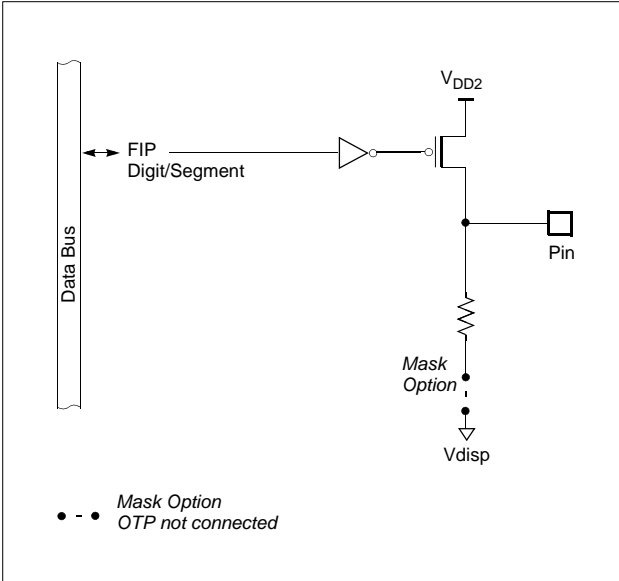 VDD2
FIP
Digit/Segment
Data Bus
Pin
Mask
Option
Vdisp
Mask Option
OTP not connected